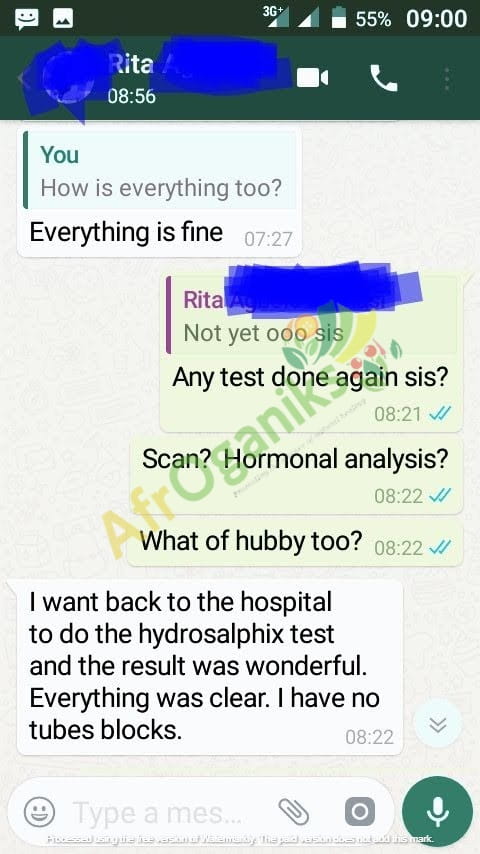 3G+ 55% 09:00
Rita
08:56
You
How is everything too?
Everything is fine 07:27
Rita
Not yet ooo sis
Any test done again sis?
08:21
Scan? Hormonal analysis?
08:22
What of hubby too? 08:22
AfrOganiks
I want back to the hospital
to do the hydrosalphix test
and the result was wonderful.
Everything was clear. I have no
tubes blocks.
08:22
Type a mes...
Processed using the free version of Watermarkly. The paid version does not add this mark.